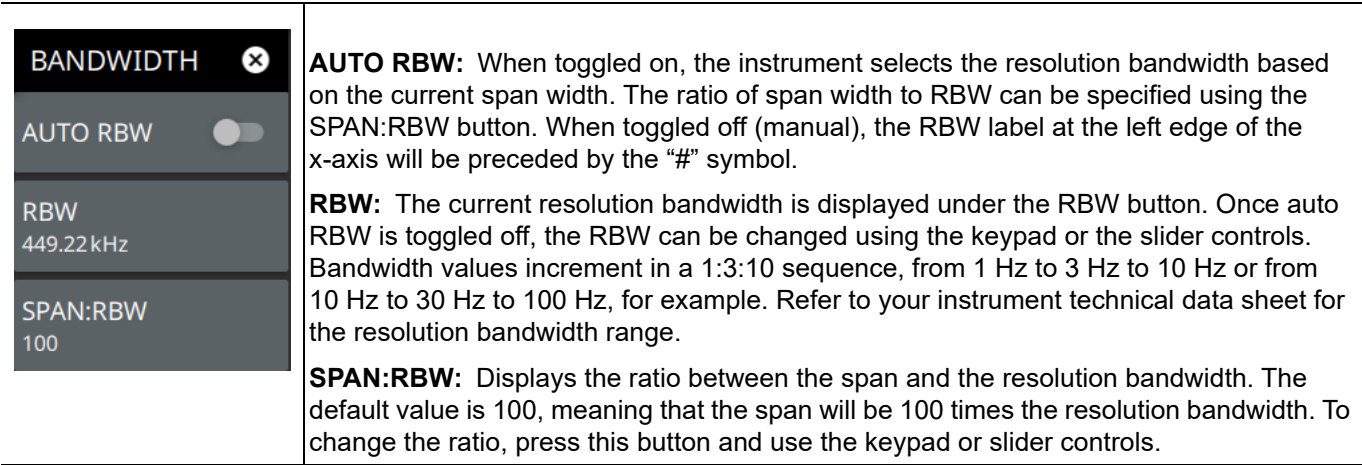 BANDWIDTH
AUTO RBW
RBW
449.22 kHz
SPAN:RBW
100
AUTO RBW: When toggled on, the instrument selects the resolution bandwidth based
on the current span width. The ratio of span width to RBW can be specified using the
SPAN:RBW button. When toggled off (manual), the RBW label at the left edge of the
x-axis will be preceded by the “#” symbol.
RBW: The current resolution bandwidth is displayed under the RBW button. Once auto
RBW is toggled off, the RBW can be changed using the keypad or the slider controls.
Bandwidth values increment in a 1:3:10 sequence, from 1 Hz to 3 Hz to 10 Hz or from
10 Hz to 30 Hz to 100 Hz, for example. Refer to your instrument technical data sheet for
the resolution bandwidth range.
SPAN:RBW: Displays the ratio between the span and the resolution bandwidth. The
default value is 100, meaning that the span will be 100 times the resolution bandwidth. To
change the ratio, press this button and use the keypad or slider controls.